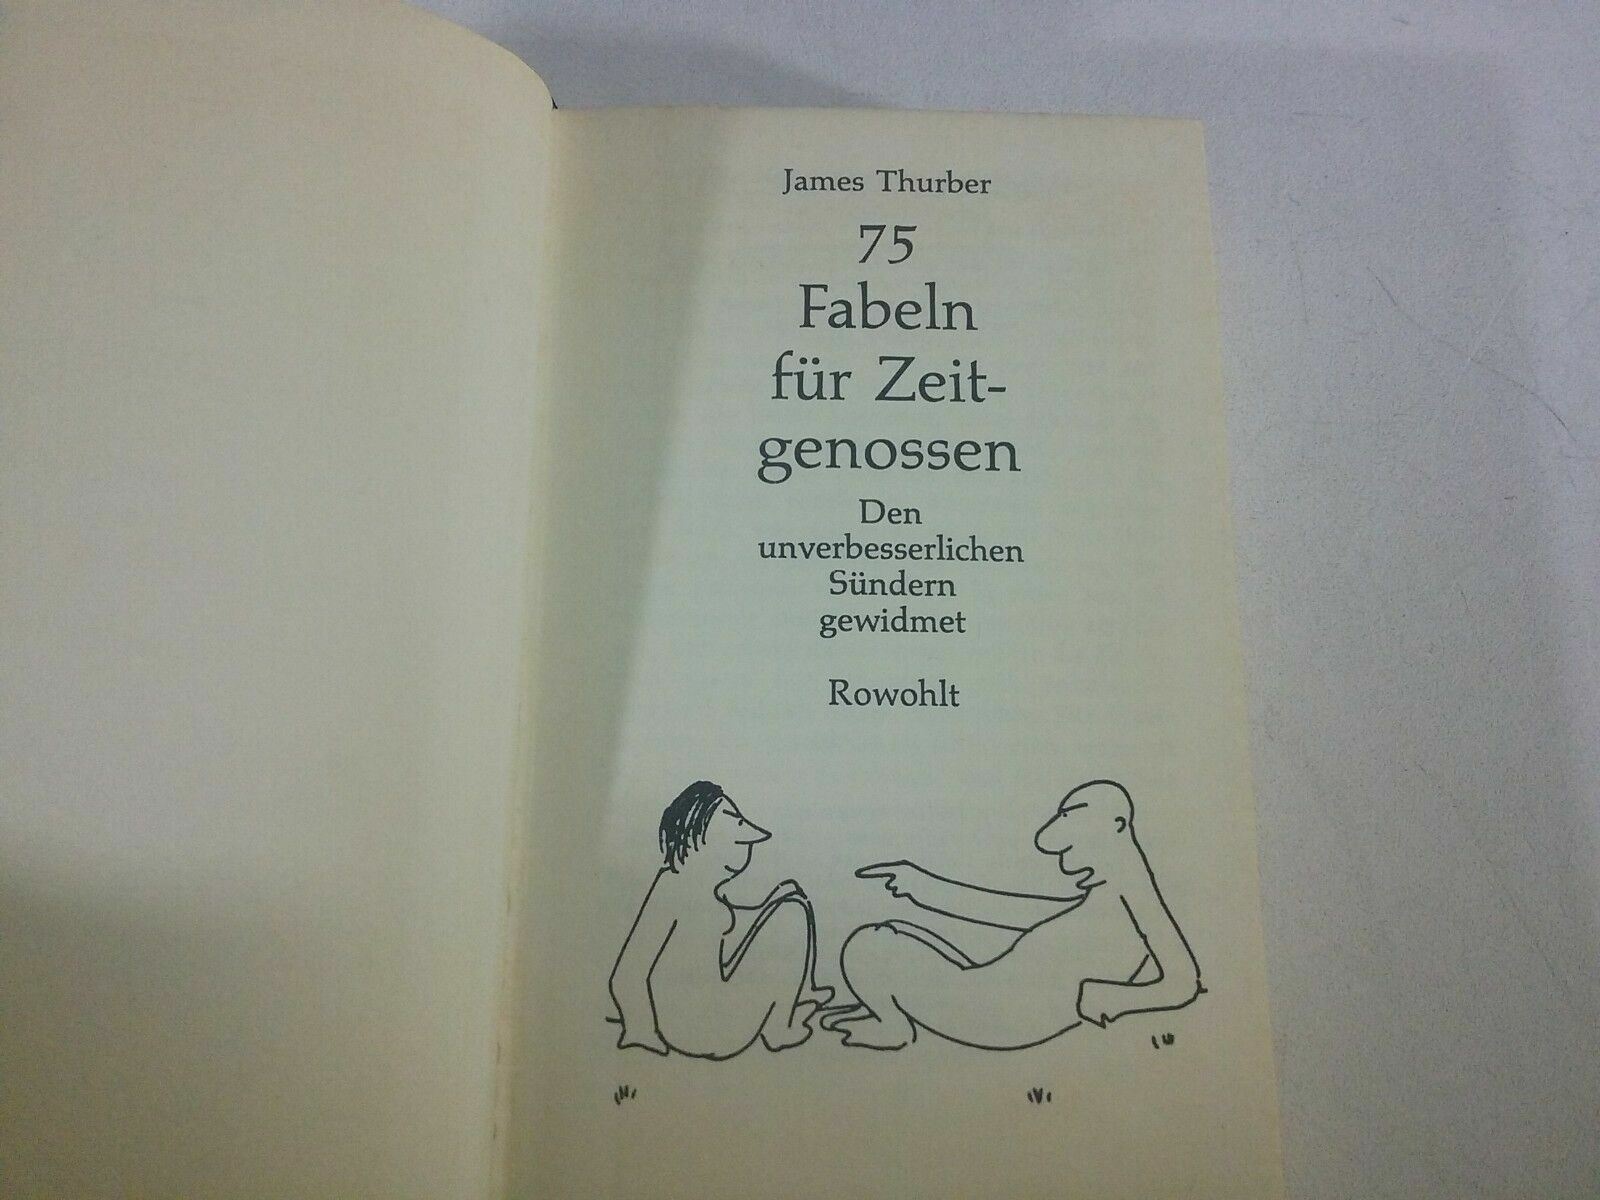 James Thurber
75
Fabeln
für Zeit-
genossen
Den
unverbesserlichen
Sündern
gewidmet
Rowohlt